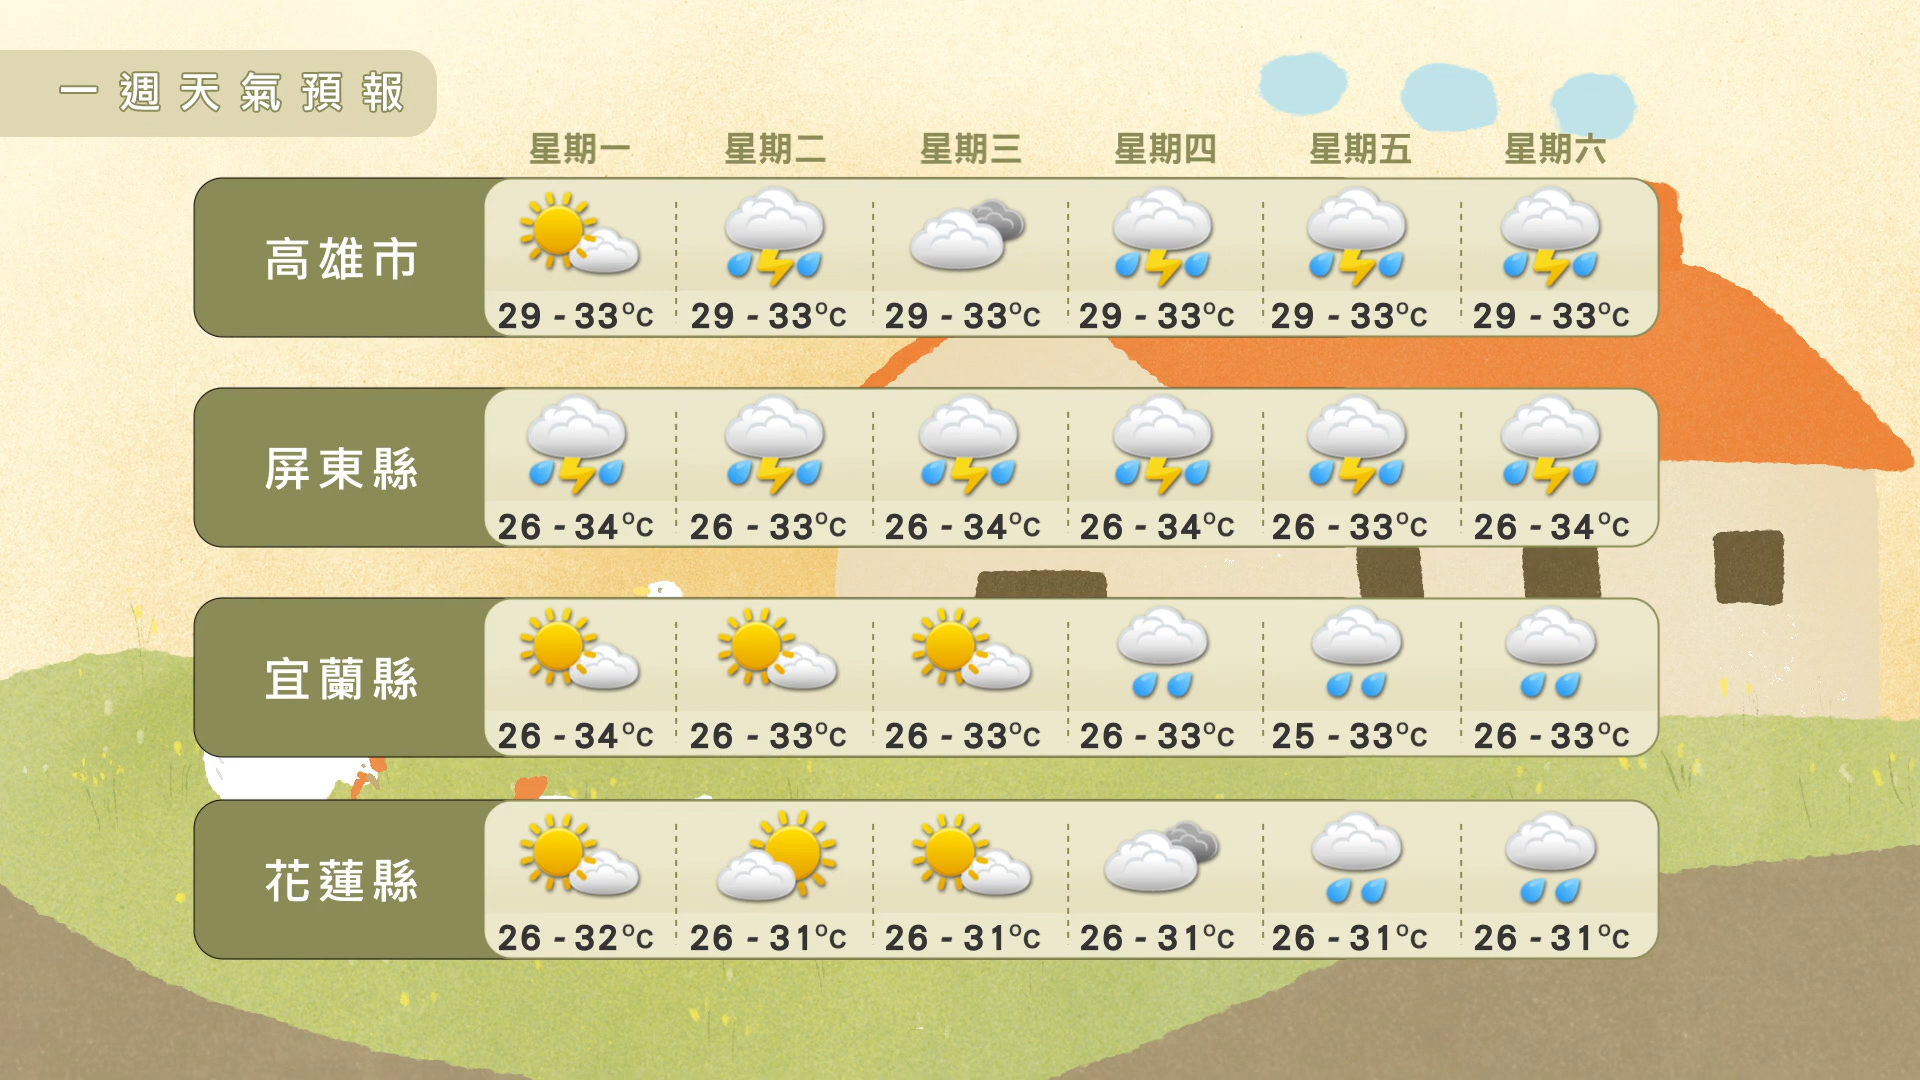 一週天氣預報
星期一 星期二 星期三 星期四 星期五 星期六
高雄市
29 - 33°C 29 - 33°C 29 - 33°C 29 - 33°C 29 - 33°C 29 - 33°C
屏東縣
26 - 34°C 26 - 33°C 26 - 34°C 26 - 34°C 26 - 33°C 26 - 34°C
宜蘭縣
26 - 34°C 26 - 33°C 26 - 33°C 26 - 33°C 25 - 33°C 26 - 33°C
花蓮縣
26 - 32°C 26 - 31°C 26 - 31°C 26 - 31°C 26 - 31°C 26 - 31°C